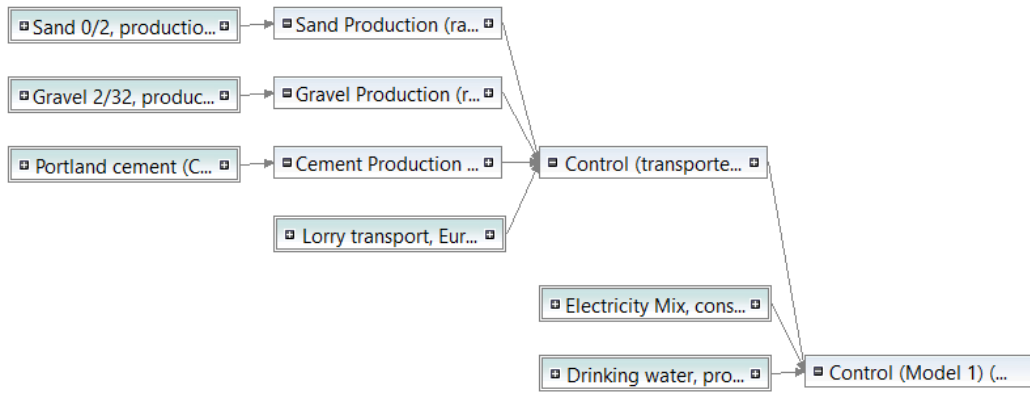 Sand 0/2, productio...
Sand Production (ra...
Gravel 2/32, produc...
Gravel Production (r...
Portland cement (C...
Cement Production ...
Control (transporte...
Lorry transport, Eur...
Electricity Mix, cons...
Drinking water, pro...
Control (Model 1) (...